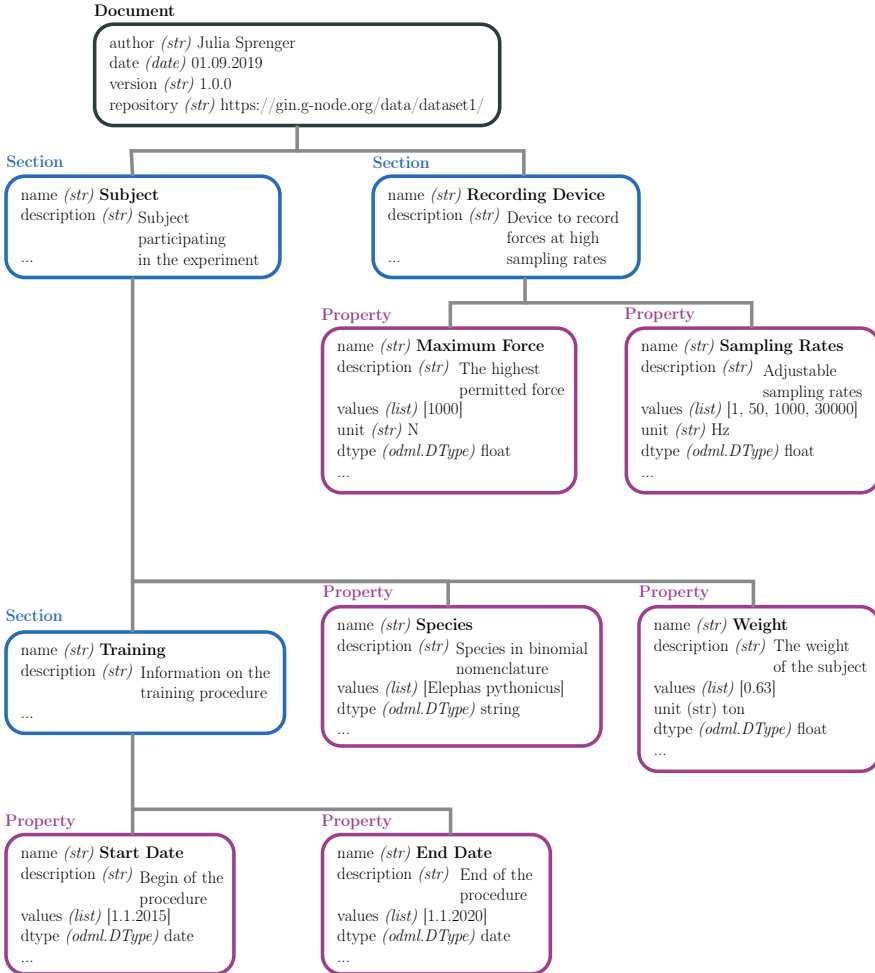 Document
author (str) Julia Sprenger
date (date) 01.09.2019
version (str) 1.0.0
repository (str) https://gin.g-node.org/data/dataset1/
Section
name (str) Subject
description (str) Subject
participating
in the experiment
...
Section
name (str) Recording Device
description (str) Device to record
forces at high
sampling rates
...
Property
name (str) Maximum Force
description (str) The highest
permitted force
values (list) [1000]
unit (str) N
dtype (odml.DType) float
...
Property
name (str) Sampling Rates
description (str) Adjustable
sampling rates
values (list) [1, 50, 1000, 30000]
unit (str) Hz
dtype (odml.DType) float
...
Section
name (str) Training
description (str) Information on the
training procedure
...
Property
name (str) Species
description (str) Species in binomial
nomenclature
values (list) [Elephas pythonicus]
dtype (odml.DType) string
...
Property
name (str) Weight
description (str) The weight
of the subject
values (list) [0.63]
unit (str) ton
dtype (odml.DType) float
...
Property
name (str) Start Date
description (str) Begin of the
procedure
values (list) [1.1.2015]
dtype (odml.DType) date
...
Property
name (str) End Date
description (str) End of the
procedure
values (list) [1.1.2020]
dtype (odml.DType) date
...